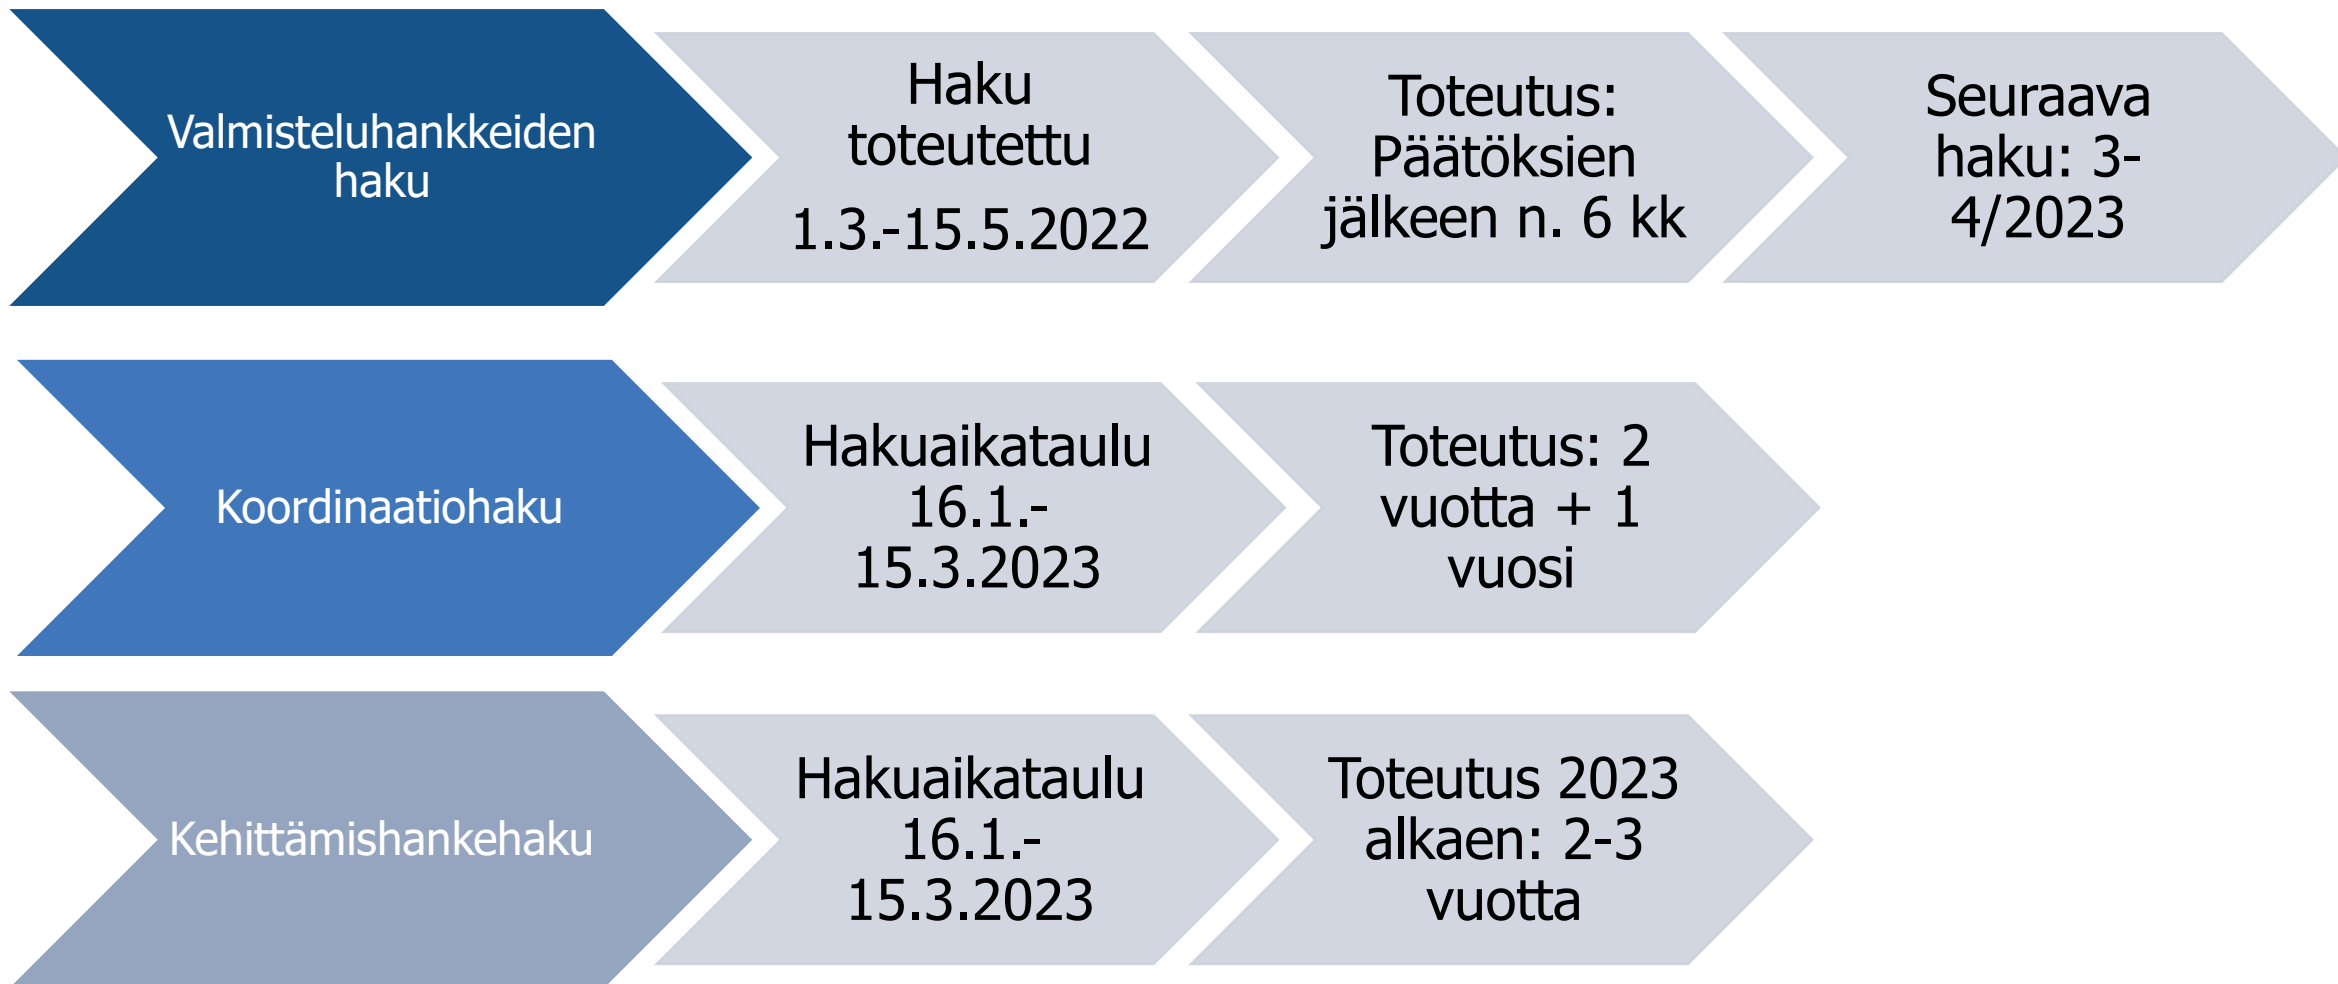 Valmisteluhankkeiden
haku
Haku
toteutettu
1.3.-15.5.2022
Toteutus:
Päätöksien
jälkeen n. 6 kk
Seuraava
haku: 3-
4/2023
Koordinaatiohaku
Hakuaikataulu
16.1.-
15.3.2023
Toteutus: 2
vuotta + 1
vuosi
Kehittämishankehaku
Hakuaikataulu
16.1.-
15.3.2023
Toteutus 2023
alkaen: 2-3
vuotta